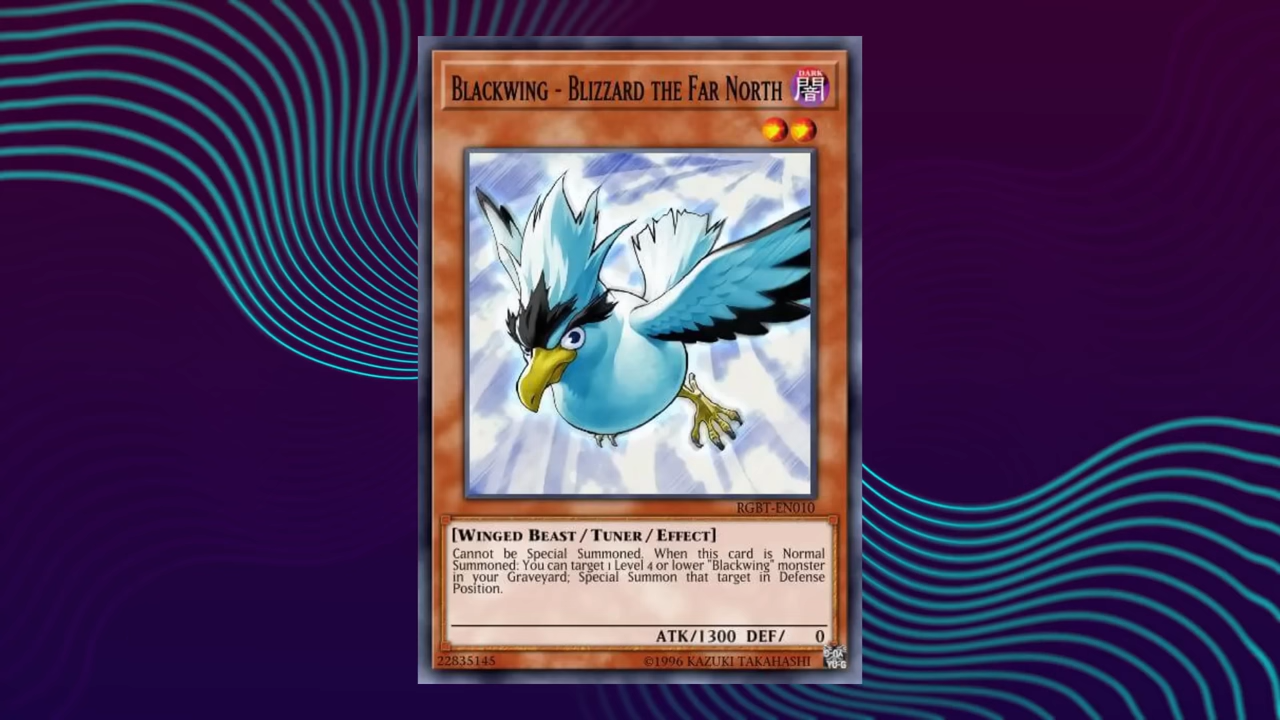 Blackwing - Blizzard the Far North
DARK
闇
RGBT-EN010
[Winged Beast / Tuner / Effect]
Cannot be Special Summoned. When this card is Normal
Summoned: You can target 1 Level 4 or lower "Blackwing" monster
in your Graveyard; Special Summon that target in Defense
Position.
ATK/1300 DEF/ 0
22835145
©1996 KAZUKI TAKAHASHI